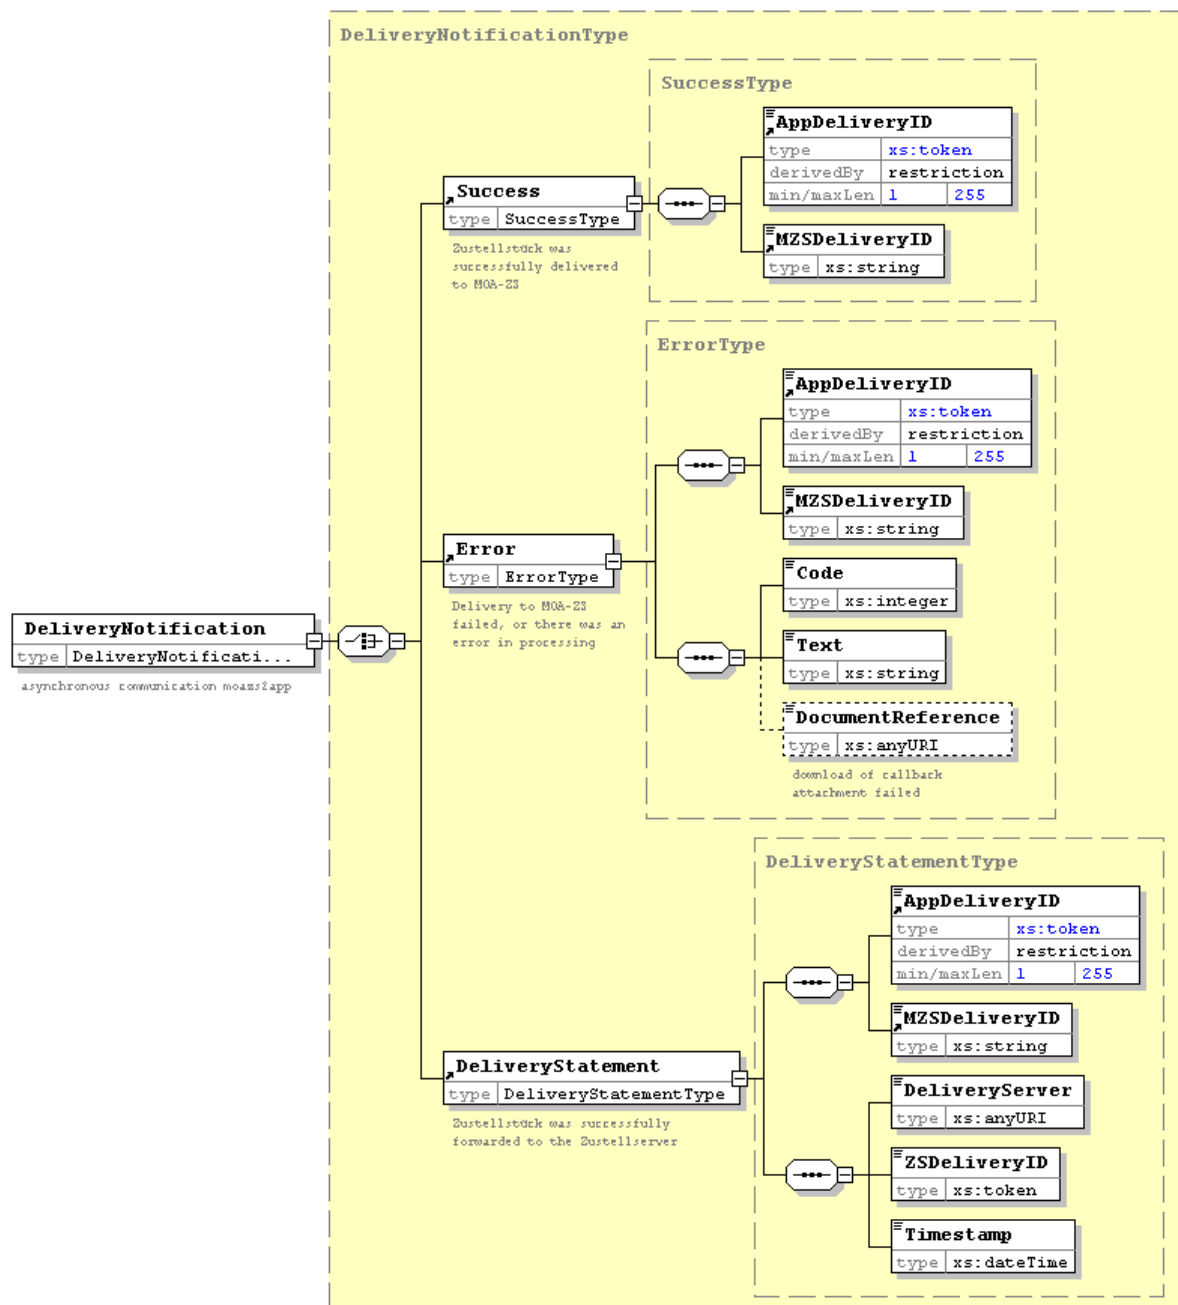 DeliveryNotificationType
SuccessType
AppDeliveryID
type xs:token
derivedBy restriction
min/maxLen 1 255
Success
type SuccessType
MZSDeliveryID
type xs:string
Zustellstück was
successfully delivered
to MOA-ZS
ErrorType
AppDeliveryID
type xs:token
derivedBy restriction
min/maxLen 1 255
MZSDeliveryID
type xs:string
Error
type ErrorType
Delivery to MOA-ZS
failed, or there was an
error in processing
Code
type xs:integer
Text
type xs:string
DocumentReference
type xs:anyURI
download of callback
attachment failed
DeliveryNotification
type DeliveryNotificati...
asynchronous communication moazs2app
DeliveryStatementType
AppDeliveryID
type xs:token
derivedBy restriction
min/maxLen 1 255
MZSDeliveryID
type xs:string
DeliveryStatement
type DeliveryStatementType
Zustellstück was successfully
forwarded to the Zustellserver
DeliveryServer
type xs:anyURI
ZSDeliveryID
type xs:token
Timestamp
type xs:dateTime